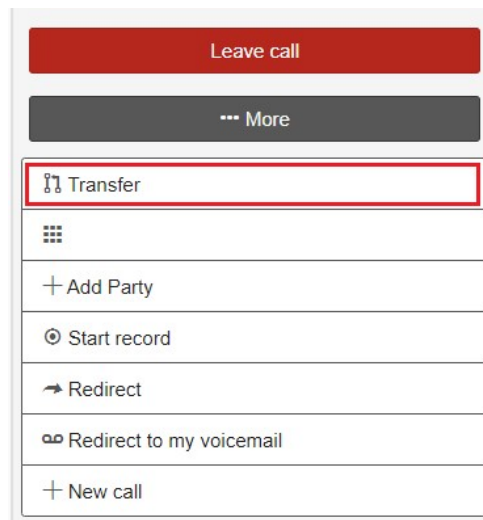 Leave call
More
Transfer
Add Party
Start record
Redirect
Redirect to my voicemail
New call